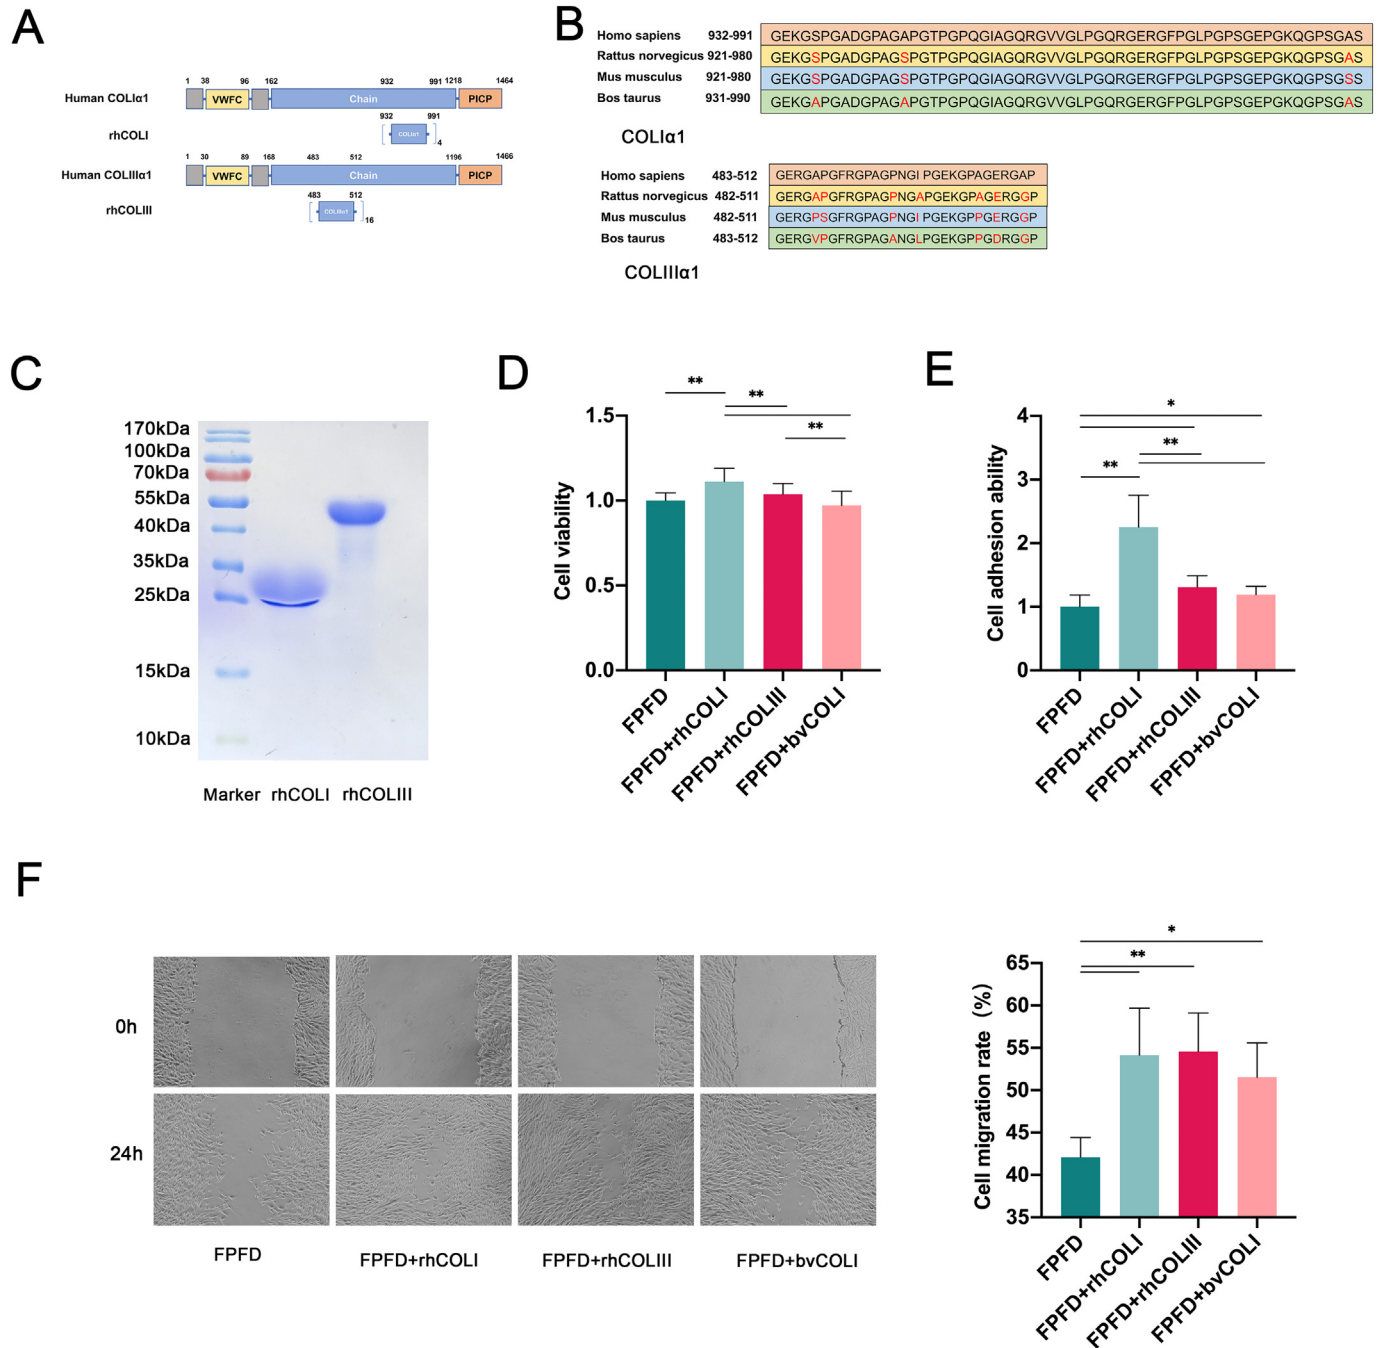 A
1 38 96 162 932 991 1218 1464
Human COLIα1 VWFC Chain PICP
932 991
rhCOLI COLIα1 4
1 30 89 168 483 512 1196 1466
Human COLIIIα1 VWFC Chain PICP
483 512
rhCOLIII COLIIIα1 16
B
Homo sapiens 932-991 GEKGSPGADGPAGAPGTPGPQGIAGQRGVVGLPGQRGERGFPGLPGPSGEPGKQGPSGAS
Rattus norvegicus 921-980 GEKGSPGADGPAGSPGTPGPQGIAGQRGVVGLPGQRGERGFPGLPGPSGEPGKQGPSGAS
Mus musculus 921-980 GEKGSPGADGPAGSPGTPGPQGIAGQRGVVGLPGQRGERGFPGLPGPSGEPGKQGPSGSS
Bos taurus 931-990 GEKGAPGADGPAGAPGTPGPQGIAGQRGVVGLPGQRGERGFPGLPGPSGEPGKQGPSGAS
COLIα1
Homo sapiens 483-512 GERGAPGFRGPAGPNGI PGEKGPAGERGAP
Rattus norvegicus 482-511 GERGAPGFRGPAGPNGAPGEKGPAGERGGP
Mus musculus 482-511 GERGPSGFRGPAGPNGI PGEKGPPGERGGP
Bos taurus 483-512 GERGVPGFRGPAGANGLPGEKGPPGDRGGP
COLIIIα1
C
170kDa
100kDa
70kDa
55kDa
40kDa
35kDa
25kDa
15kDa
10kDa
Marker rhCOLI rhCOLIII
D
** ** **
Cell viability
1.5
1.0
0.5
0.0
FPFD
FPFD+rhCOLI
FPFD+rhCOLIII
FPFD+bvCOLI
E
* ** **
Cell adhesion ability
4
3
2
1
0
FPFD
FPFD+rhCOLI
FPFD+rhCOLIII
FPFD+bvCOLI
F
0h
24h
FPFD FPFD+rhCOLI FPFD+rhCOLIII FPFD+bvCOLI
*
**
Cell migration rate (%)
65
60
55
50
45
40
35
FPFD
FPFD+rhCOLI
FPFD+rhCOLIII
FPFD+bvCOLI